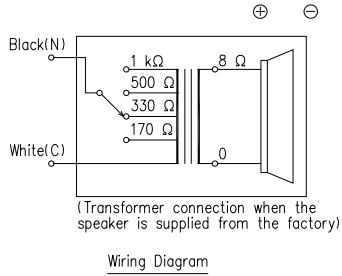 ⊕ ⊖
Black(N)
1 kΩ
8 Ω
500 Ω
330 Ω
170 Ω
White(C)
0
(Transformer connection when the
speaker is supplied from the factory)
Wiring Diagram